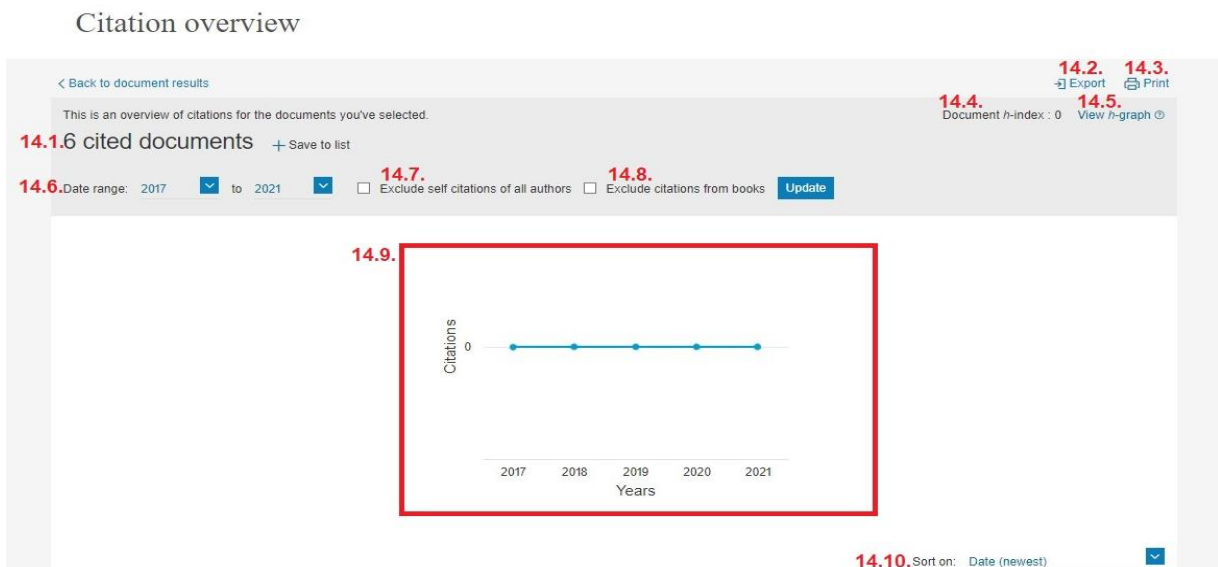 Citation overview
< Back to document results
14.2. 14.3.
Export Print
This is an overview of citations for the documents you've selected.
14.4. 14.5.
Document h-index : 0 View h-graph
14.1. 6 cited documents + Save to list
14.7. 14.8.
14.6. Date range: 2017 to 2021 Exclude self citations of all authors Exclude citations from books Update
14.9.
Citations
0
2017 2018 2019 2020 2021
Years
14.10. Sort on: Date (newest)